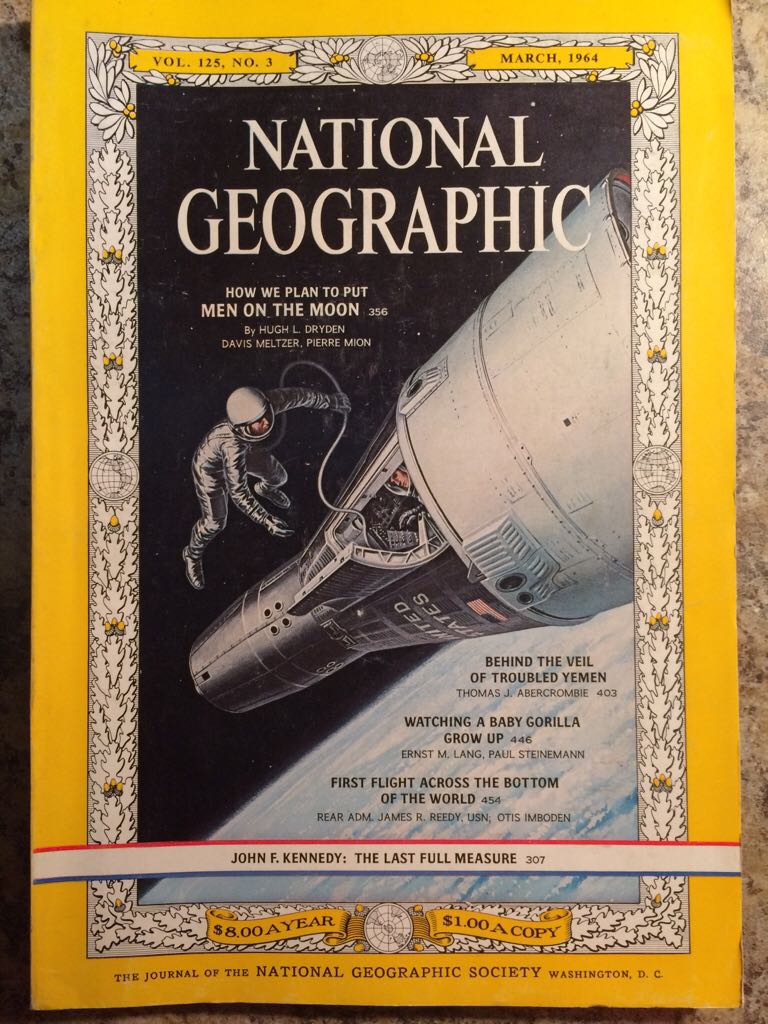 VOL. 125, NO. 3
MARCH, 1964
NATIONAL
GEOGRAPHIC
HOW WE PLAN TO PUT
MEN ON THE MOON 356
By HUGH L. DRYDEN
DAVIS MELTZER, PIERRE MION
UNITED
STATES
BEHIND THE VEIL
OF TROUBLED YEMEN
THOMAS J. ABERCROMBIE 403
WATCHING A BABY GORILLA
GROW UP 446
ERNST M. LANG, PAUL STEINEMANN
FIRST FLIGHT ACROSS THE BOTTOM
OF THE WORLD 454
REAR ADM. JAMES R. REEDY, USN; OTIS IMBODEN
JOHN F. KENNEDY: THE LAST FULL MEASURE 307
$8.00 A YEAR
$1.00 A COPY
THE JOURNAL OF THE NATIONAL GEOGRAPHIC SOCIETY WASHINGTON, D. C.